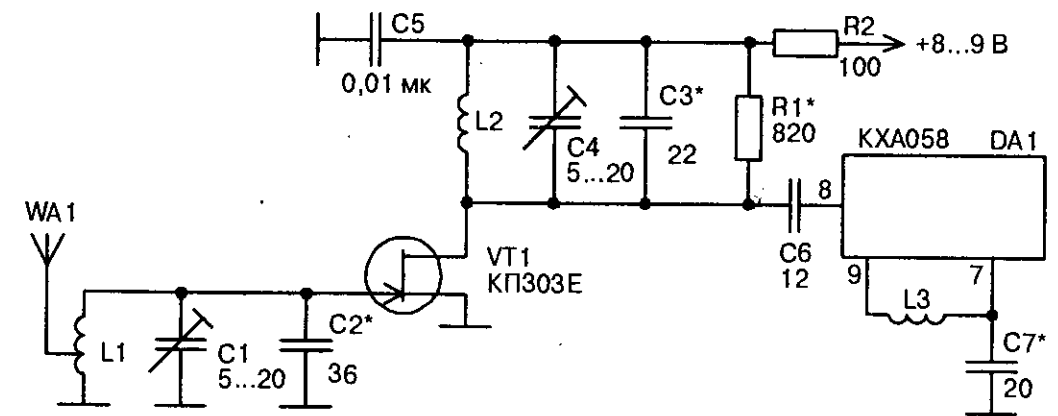 C5
0,01 мк
R2
100
+8...9 В
L2
C4
5...20
C3*
22
R1*
820
KXA058 DA1
8
9
7
C6
12
L3
C7*
20
WA1
VT1
КП303Е
L1
C1
5...20
C2*
36